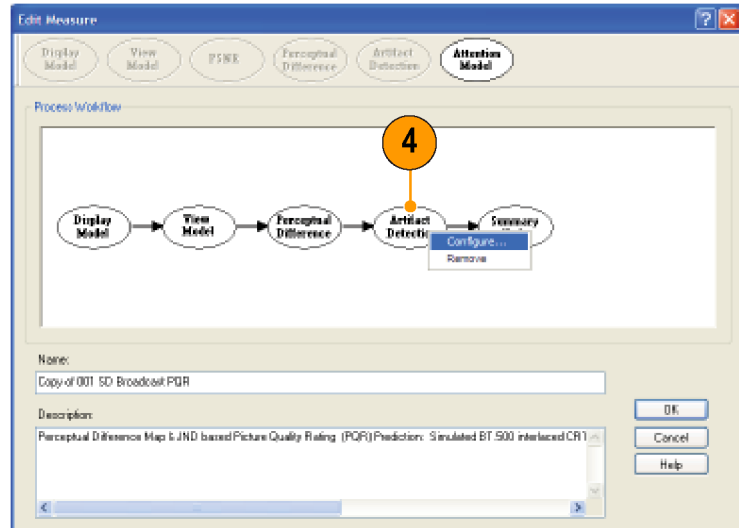 Edit Measure
Display Model
View Model
PSNR
Perceptual Difference
Artifact Detection
Attention Model
Process Workflow
4
Display Model
View Model
Perceptual Difference
Artifact Detection
Summary
Configure...
Remove
Name:
Copy of 001 SD Broadcast PQR
Description:
Perceptual Difference Map & JND based Picture Quality Rating (PQR) Prediction: Simulated BT.500 interlaced CRT
OK
Cancel
Help